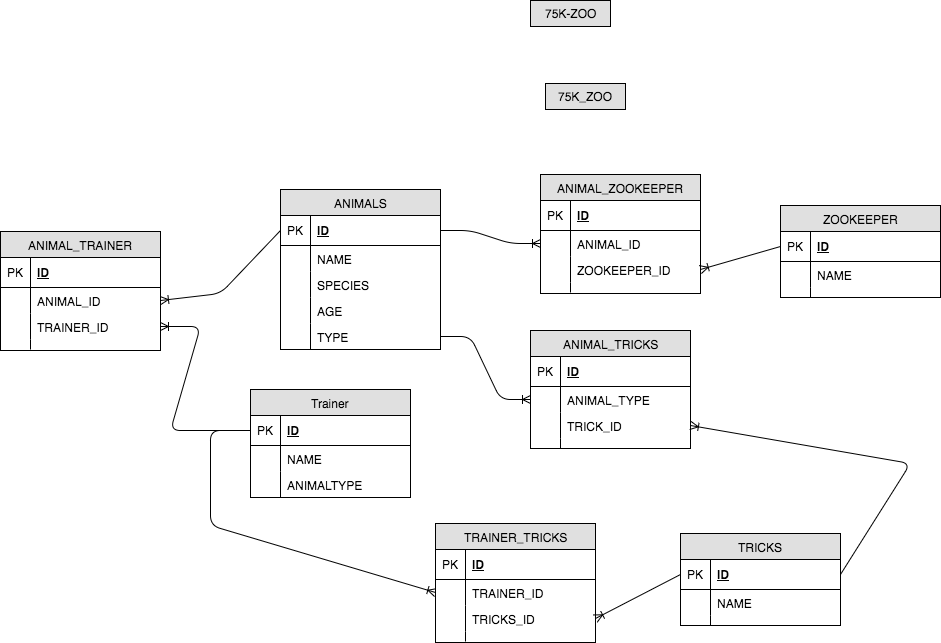 75K-ZOO
75K_ZOO
ANIMAL_ZOOKEEPER
PK ID
ANIMAL_ID
ZOOKEEPER_ID
ANIMALS
PK ID
NAME
SPECIES
AGE
TYPE
ZOOKEEPER
PK ID
NAME
ANIMAL_TRAINER
PK ID
ANIMAL_ID
TRAINER_ID
ANIMAL_TRICKS
PK ID
ANIMAL_TYPE
TRICK_ID
Trainer
PK ID
NAME
ANIMALTYPE
TRAINER_TRICKS
PK ID
TRAINER_ID
TRICKS_ID
TRICKS
PK ID
NAME